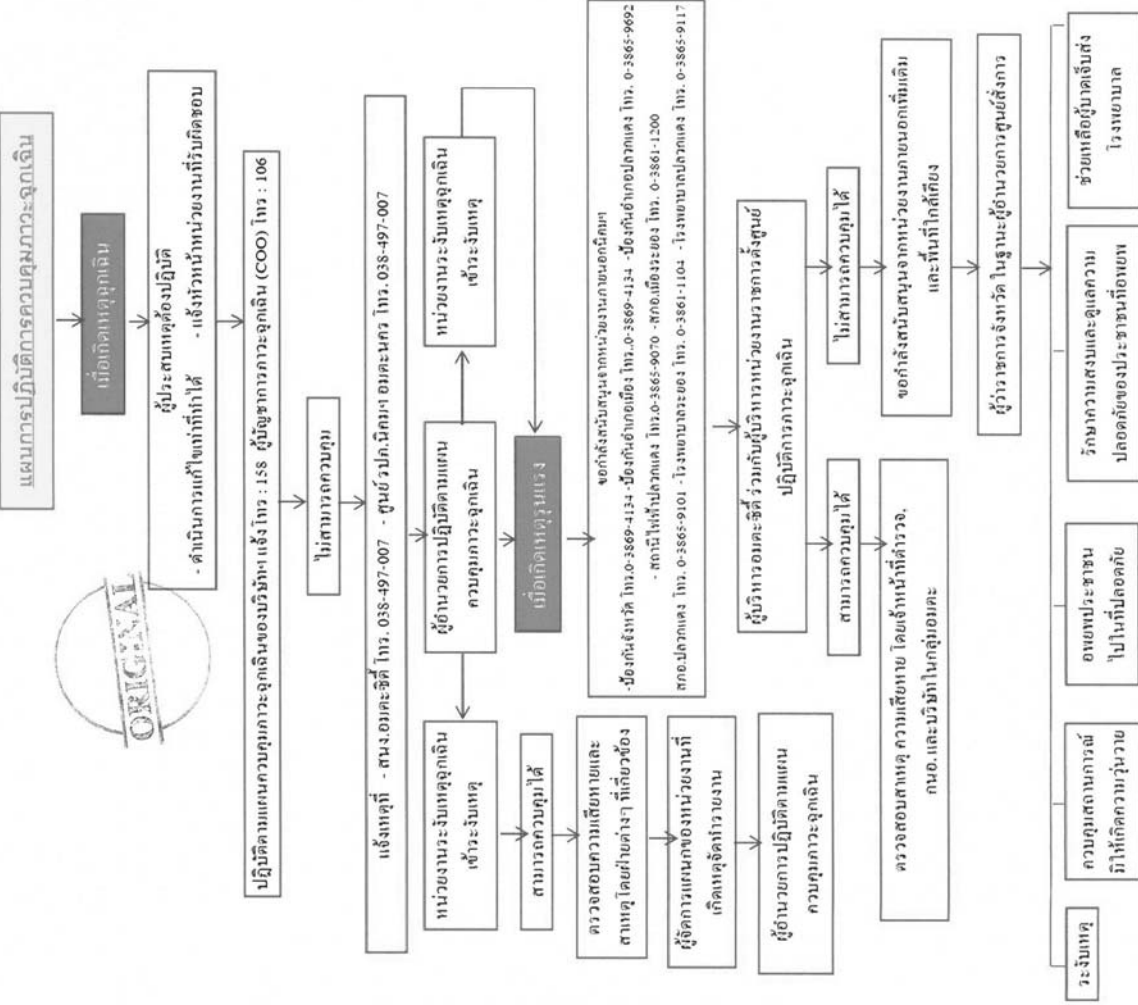 แผนการปฏิบัติการควบคุมภาวะฉุกเฉิน
เมื่อเกิดเหตุฉุกเฉิน
ผู้ประสบเหตุต้องปฏิบัติ
- ดำเนินการแก้ไขเท่าที่ทำได้ - แจ้งหัวหน้าหน่วยงานที่รับผิดชอบ
ORIGINAL
ปฏิบัติตามแผนควบคุมภาวะฉุกเฉินของบริษัทฯ แจ้ง โทร : 158 ผู้บัญชาการภาวะฉุกเฉิน (COO) โทร : 106
ไม่สามารถควบคุม
แจ้งเหตุที่ - สนง.อมตะซิตี้ โทร. 038-497-007 - ศูนย์ รปภ.นิคมฯ อมตะนคร โทร. 038-497-007
หน่วยงานระงับเหตุฉุกเฉิน
เข้าระงับเหตุ
ผู้อำนวยการปฏิบัติตามแผน
ควบคุมภาวะฉุกเฉิน
หน่วยงานระงับเหตุฉุกเฉิน
เข้าระงับเหตุ
สามารถควบคุมได้
ตรวจสอบความเสียหายและ
สาเหตุโดยฝ่ายต่างๆ ที่เกี่ยวข้อง
ผู้จัดการแผนกของหน่วยงานที่
เกิดเหตุจัดทำรายงาน
ผู้อำนวยการปฏิบัติตามแผน
ควบคุมภาวะฉุกเฉิน
เมื่อเกิดเหตุรุนแรง
ขอกำลังสนับสนุนจากหน่วยงานภายนอกนิคมฯ
-ป้องกันจังหวัด โทร.0-3869-4134 -ป้องกันอำเภอเมือง โทร..0-3869-4134 -ป้องกันอำเภอปลวกแดง โทร. 0-3865-9692
- สถานีไฟฟ้าปลวกแดง โทร.0-3865-9070 -สภอ.เมืองระยอง โทร. 0-3861-1200
สภอ.ปลวกแดง โทร. 0-3865-9101 -โรงพยาบาลระยอง โทร. 0-3861-1104 -โรงพยาบาลปลวกแดง โทร. 0-3865-9117
ผู้บริหารอมตะซิตี้ ร่วมกับผู้บริหารหน่วยงานราชการตั้งศูนย์
ปฏิบัติการภาวะฉุกเฉิน
สามารถควบคุมได้
ตรวจสอบสาเหตุ ความเสียหาย โดยเจ้าหน้าที่ตำรวจ,
กนอ.และบริษัทในกลุ่มอมตะ
ไม่สามารถควบคุมได้
ขอกำลังสนับสนุนจากหน่วยงานภายนอกเพิ่มเติม
และพื้นที่ใกล้เคียง
ผู้ว่าราชการจังหวัด ในฐานะผู้อำนวยการศูนย์สั่งการ
ระงับเหตุ
ควบคุมสถานการณ์
มิให้เกิดความวุ่นวาย
อพยพประชาชน
ไปในที่ปลอดภัย
รักษาความสงบและดูแลความ
ปลอดภัยของประชาชนที่อพยพ
ช่วยเหลือผู้บาดเจ็บส่ง
โรงพยาบาล